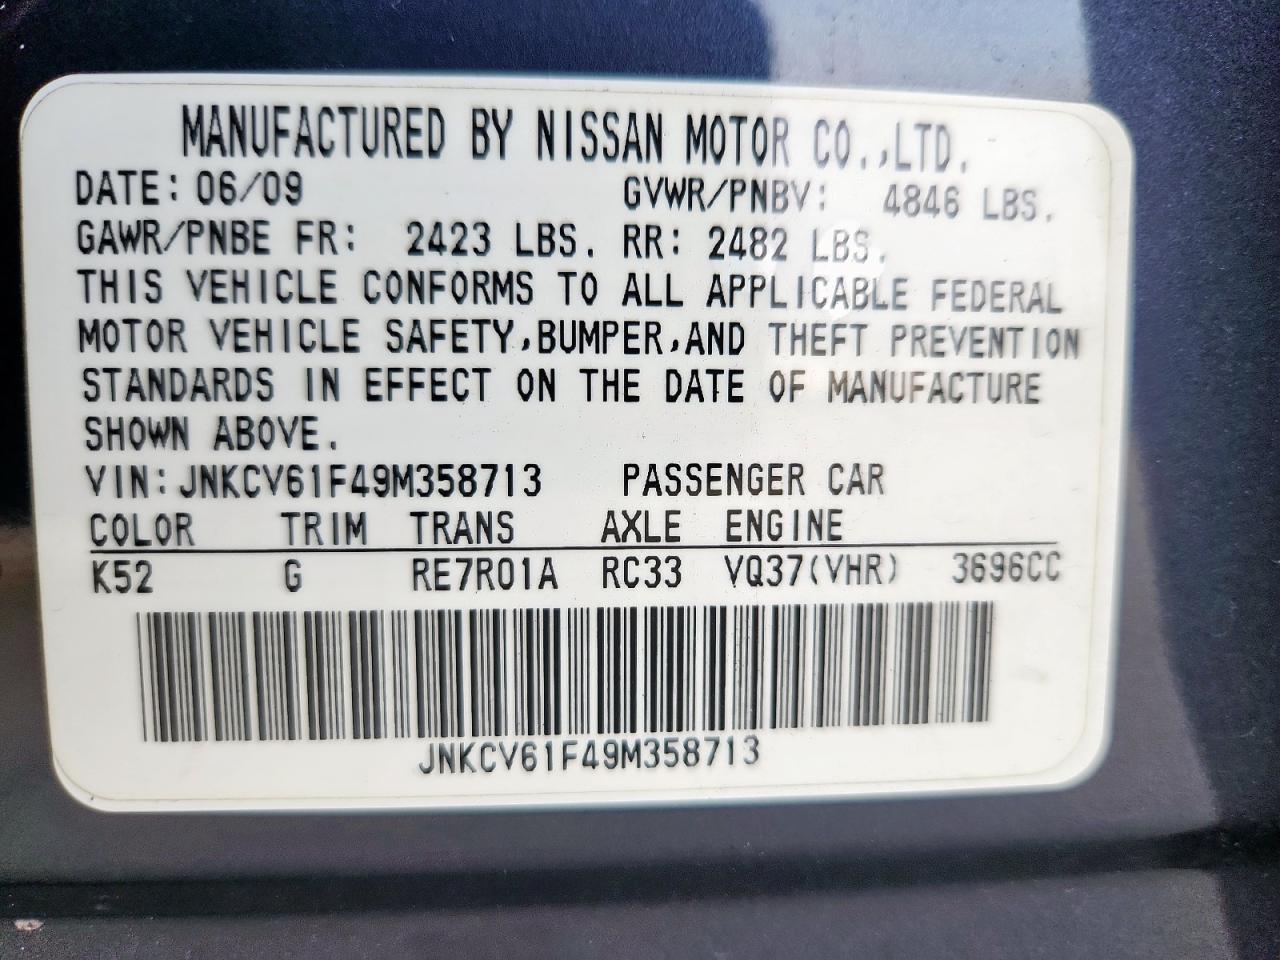 MANUFACTURED BY NISSAN MOTOR CO.,LTD.
DATE: 06/09 GVWR/PNBV: 4846 LBS.
GAWR/PNBE FR: 2423 LBS. RR: 2482 LBS.
THIS VEHICLE CONFORMS TO ALL APPLICABLE FEDERAL
MOTOR VEHICLE SAFETY,BUMPER,AND THEFT PREVENTION
STANDARDS IN EFFECT ON THE DATE OF MANUFACTURE
SHOWN ABOVE.
VIN:JNKCV61F49M358713 PASSENGER CAR
COLOR TRIM TRANS AXLE ENGINE
K52 G RE7R01A RC33 VQ37(VHR) 3696CC
JNKCV61F49M358713